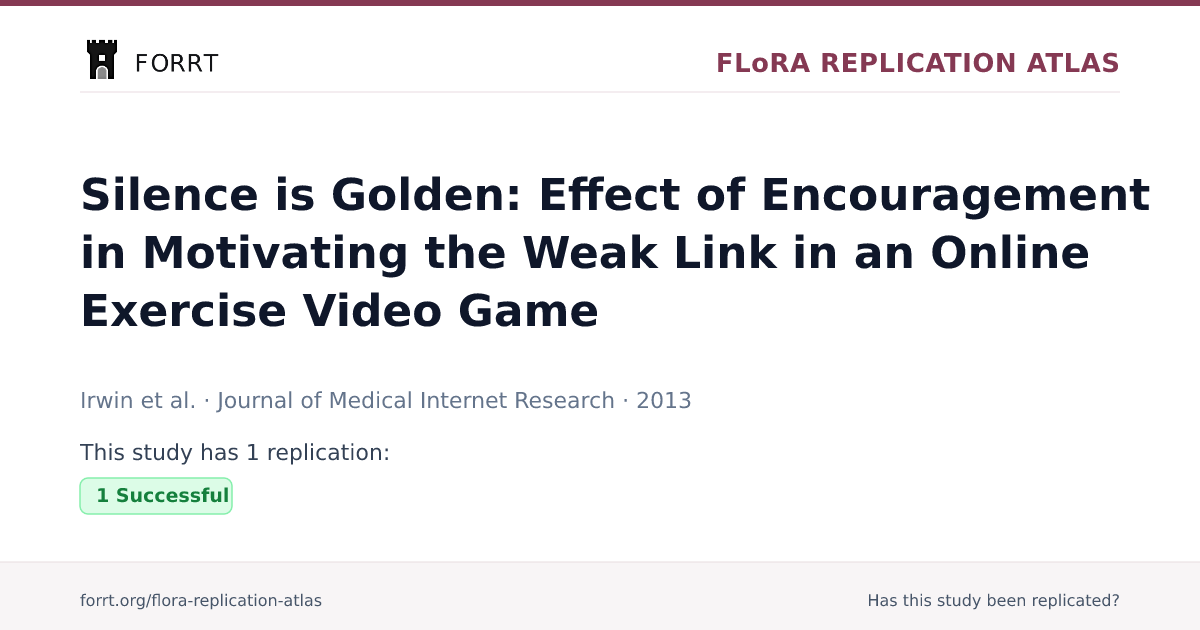 FORRT
FLoRA REPLICATION ATLAS
Silence is Golden: Effect of Encouragement
in Motivating the Weak Link in an Online
Exercise Video Game
Irwin et al. · Journal of Medical Internet Research · 2013
This study has 1 replication:
1 Successful
forrt.org/flora-replication-atlas
Has this study been replicated?